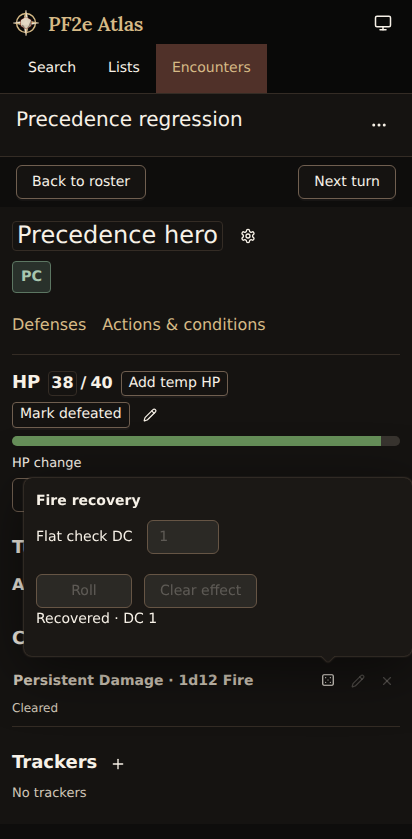 PF2e Atlas
Search Lists Encounters
Precedence regression
Back to roster Next turn
Precedence hero
PC
Defenses Actions & conditions
HP 38 / 40 Add temp HP
Mark defeated
HP change
Fire recovery
Flat check DC 1
Roll Clear effect
Recovered · DC 1
T
A
C
Persistent Damage · 1d12 Fire
Cleared
Trackers
No trackers